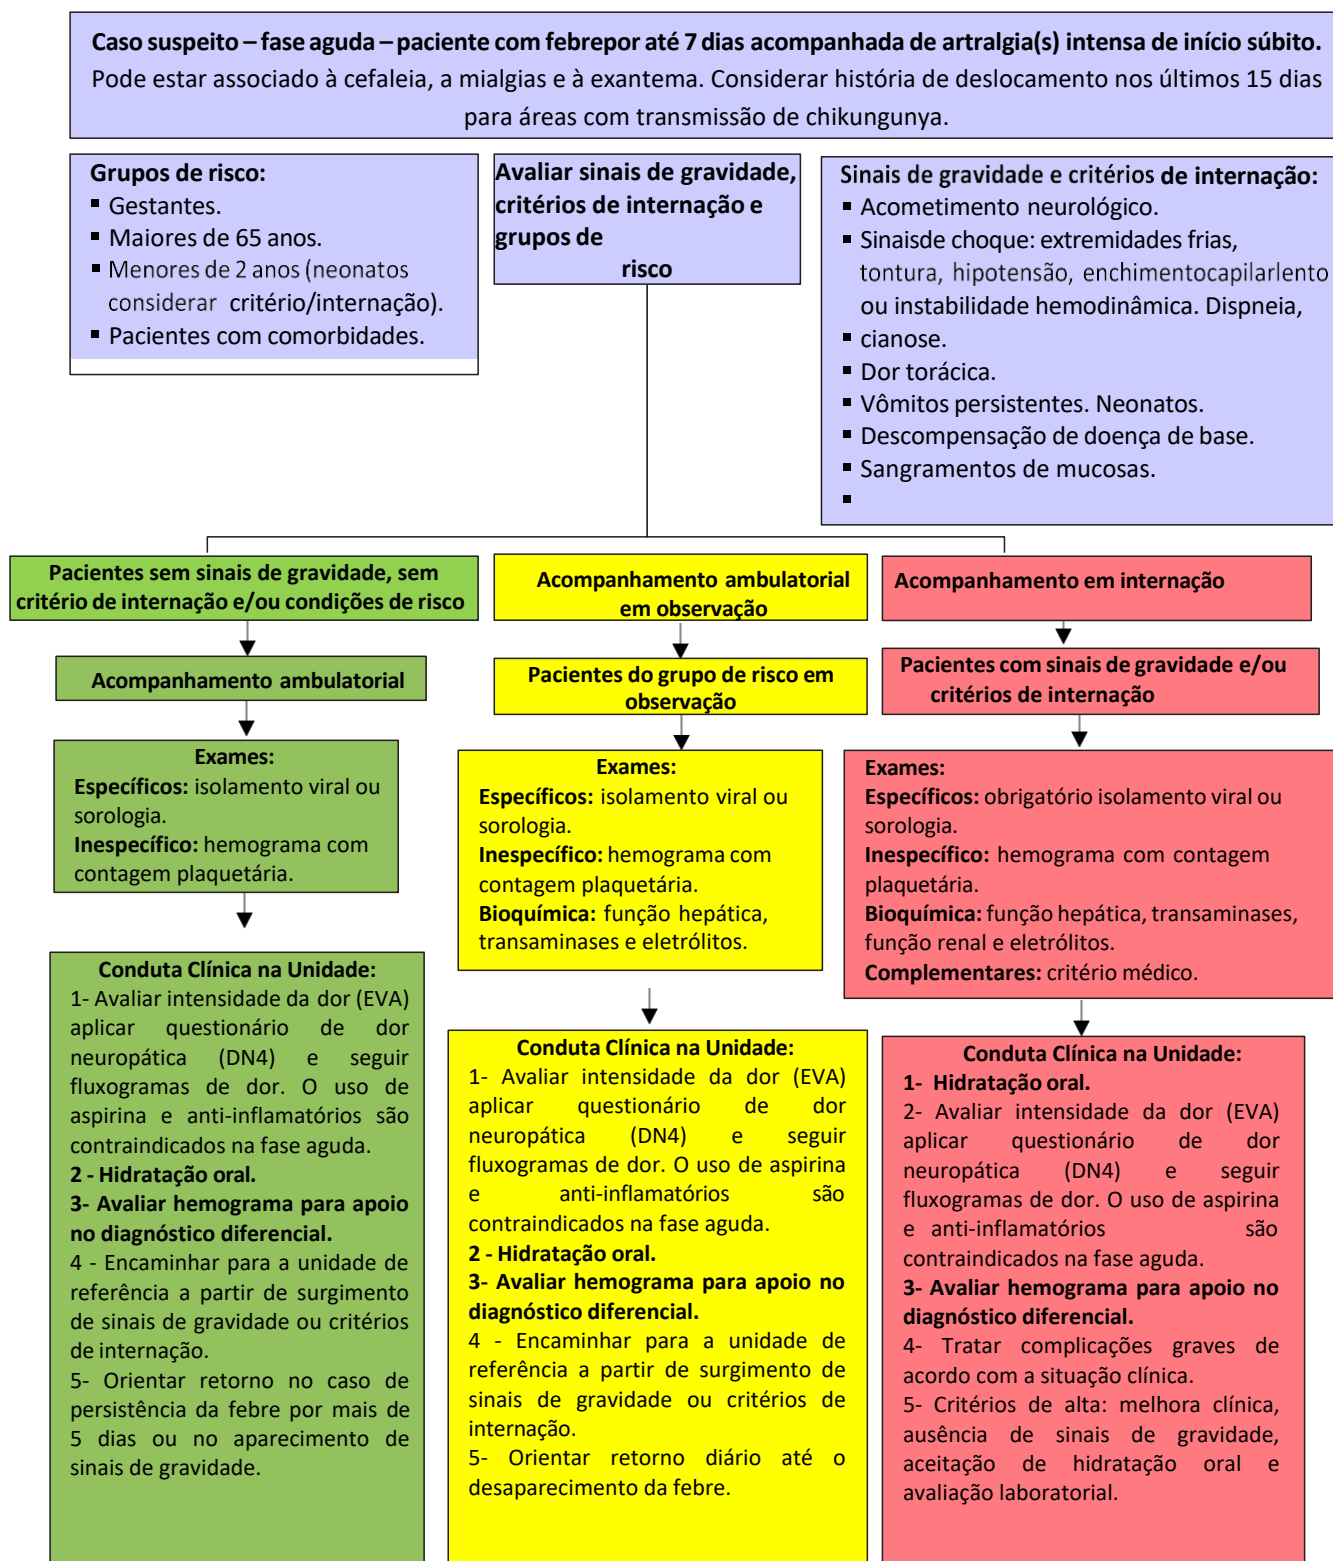 Caso suspeito – fase aguda – paciente com febrepor até 7 dias acompanhada de artralgia(s) intensa de início súbito.
Pode estar associado à cefaleia, a mialgias e à exantema. Considerar história de deslocamento nos últimos 15 dias
para áreas com transmissão de chikungunya.
Grupos de risco:
▪ Gestantes.
▪ Maiores de 65 anos.
▪ Menores de 2 anos (neonatos
considerar critério/internação).
▪ Pacientes com comorbidades.
Avaliar sinais de gravidade,
critérios de internação e
grupos de
risco
Sinais de gravidade e critérios de internação:
▪ Acometimento neurológico.
▪ Sinaisde choque: extremidades frias,
tontura, hipotensão, enchimentocapilarlento
ou instabilidade hemodinâmica. Dispneia,
▪ cianose.
▪ Dor torácica.
▪ Vômitos persistentes. Neonatos.
▪ Descompensação de doença de base.
▪ Sangramentos de mucosas.
▪
Pacientes sem sinais de gravidade, sem
critério de internação e/ou condições de risco
Acompanhamento ambulatorial
Exames:
Específicos: isolamento viral ou
sorologia.
Inespecífico: hemograma com
contagem plaquetária.
Conduta Clínica na Unidade:
1- Avaliar intensidade da dor (EVA)
aplicar questionário de dor
neuropática (DN4) e seguir
fluxogramas de dor. O uso de
aspirina e anti-inflamatórios são
contraindicados na fase aguda.
2 - Hidratação oral.
3- Avaliar hemograma para apoio
no diagnóstico diferencial.
4 - Encaminhar para a unidade de
referência a partir de surgimento
de sinais de gravidade ou critérios
de internação.
5- Orientar retorno no caso de
persistência da febre por mais de
5 dias ou no aparecimento de
sinais de gravidade.
Acompanhamento ambulatorial
em observação
Pacientes do grupo de risco em
observação
Exames:
Específicos: isolamento viral ou
sorologia.
Inespecífico: hemograma com
contagem plaquetária.
Bioquímica: função hepática,
transaminases e eletrólitos.
Conduta Clínica na Unidade:
1- Avaliar intensidade da dor (EVA)
aplicar questionário de dor
neuropática (DN4) e seguir
fluxogramas de dor. O uso de aspirina
e anti-inflamatórios são
contraindicados na fase aguda.
2 - Hidratação oral.
3- Avaliar hemograma para apoio no
diagnóstico diferencial.
4 - Encaminhar para a unidade de
referência a partir de surgimento de
sinais de gravidade ou critérios de
internação.
5- Orientar retorno diário até o
desaparecimento da febre.
Acompanhamento em internação
Pacientes com sinais de gravidade e/ou
critérios de internação
Exames:
Específicos: obrigatório isolamento viral ou
sorologia.
Inespecífico: hemograma com contagem
plaquetária.
Bioquímica: função hepática, transaminases,
função renal e eletrólitos.
Complementares: critério médico.
Conduta Clínica na Unidade:
1- Hidratação oral.
2- Avaliar intensidade da dor (EVA)
aplicar questionário de dor
neuropática (DN4) e seguir
fluxogramas de dor. O uso de aspirina
e anti-inflamatórios são
contraindicados na fase aguda.
3- Avaliar hemograma para apoio no
diagnóstico diferencial.
4- Tratar complicações graves de
acordo com a situação clínica.
5- Critérios de alta: melhora clínica,
ausência de sinais de gravidade,
aceitação de hidratação oral e
avaliação laboratorial.